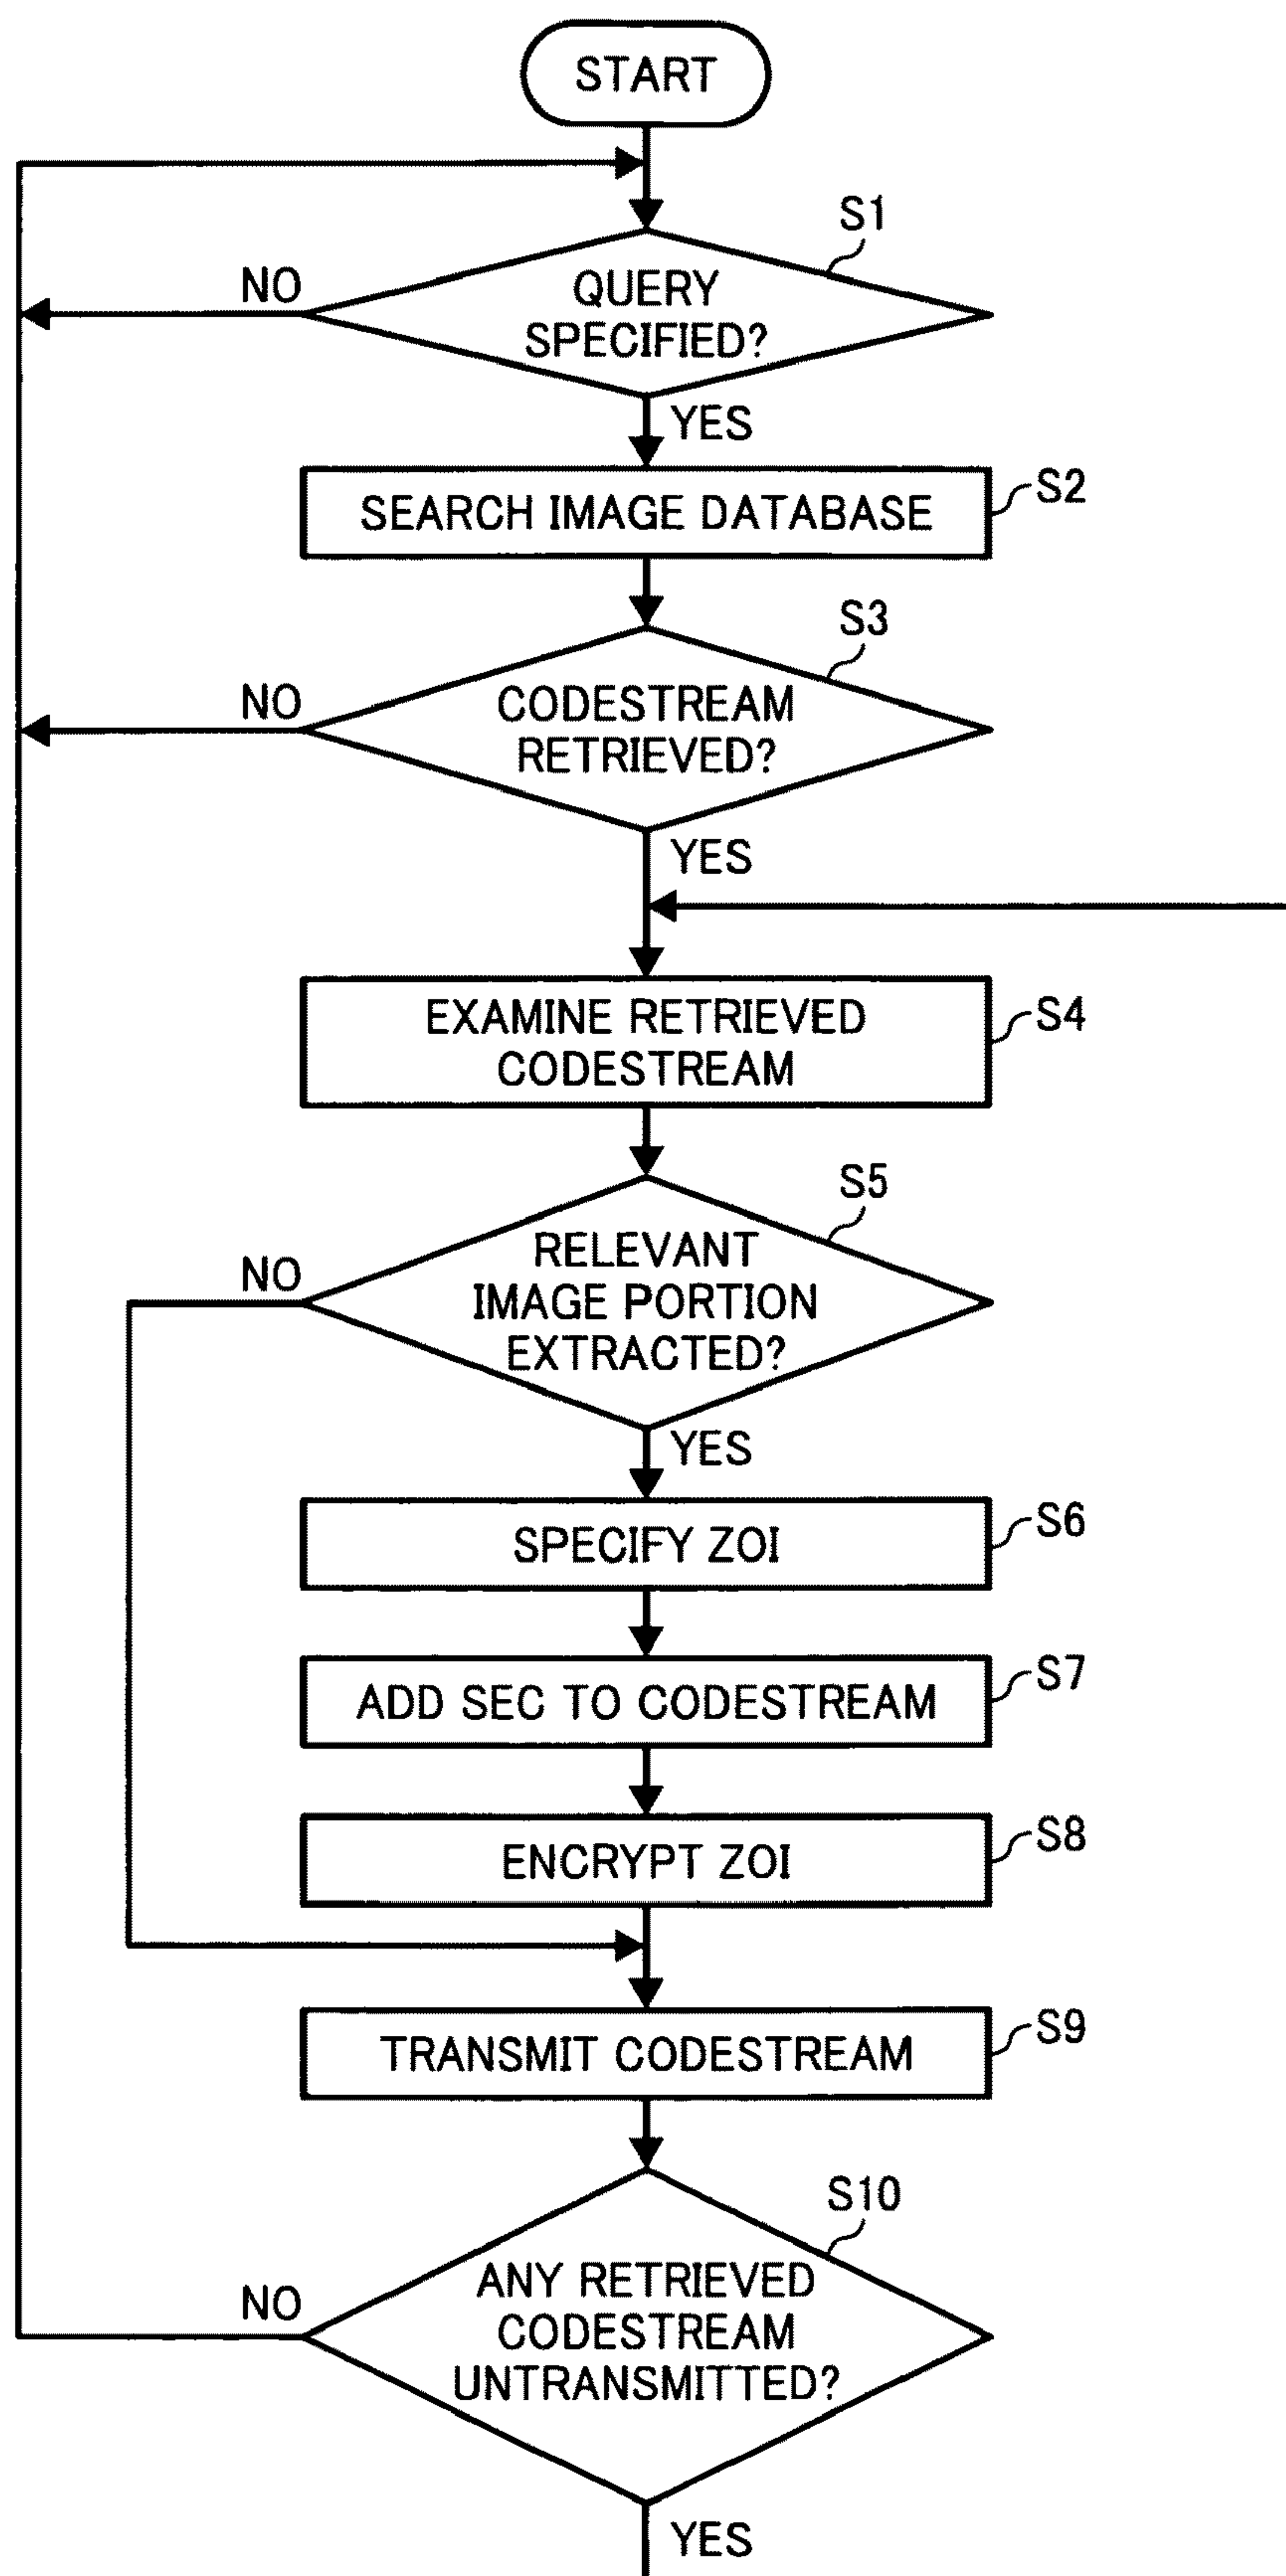 START
S1
NO
QUERY
SPECIFIED?
YES
SEARCH IMAGE DATABASE
S2
S3
NO
CODESTREAM
RETRIEVED?
YES
EXAMINE RETRIEVED
CODESTREAM
S4
S5
NO
RELEVANT
IMAGE PORTION
EXTRACTED?
YES
SPECIFY ZOI
S6
ADD SEC TO CODESTREAM
S7
ENCRYPT ZOI
S8
TRANSMIT CODESTREAM
S9
S10
NO
ANY RETRIEVED
CODESTREAM
UNTRANSMITTED?
YES